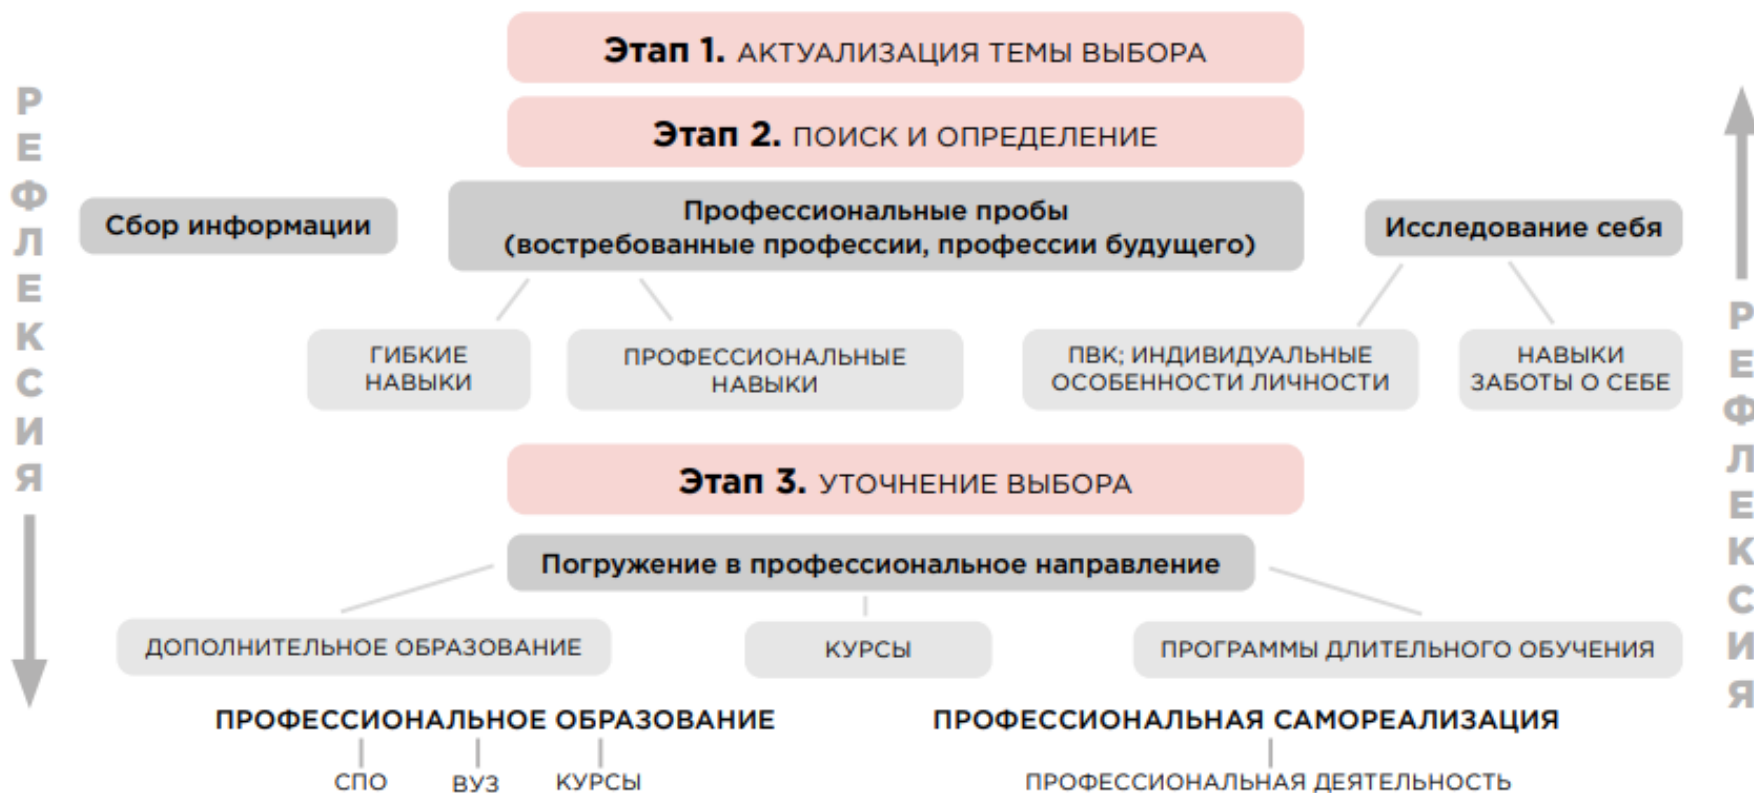 Этап 1. АКТУАЛИЗАЦИЯ ТЕМЫ ВЫБОРА
Этап 2. ПОИСК И ОПРЕДЕЛЕНИЕ
РЕФЛЕКСИЯ
Сбор информации
Профессиональные пробы
(востребованные профессии, профессии будущего)
Исследование себя
ГИБКИЕ
НАВЫКИ
ПРОФЕССИОНАЛЬНЫЕ
НАВЫКИ
ПВК; ИНДИВИДУАЛЬНЫЕ
ОСОБЕННОСТИ ЛИЧНОСТИ
НАВЫКИ
ЗАБОТЫ О СЕБЕ
РЕФЛЕКСИЯ
Этап 3. УТОЧНЕНИЕ ВЫБОРА
Погружение в профессиональное направление
ДОПОЛНИТЕЛЬНОЕ ОБРАЗОВАНИЕ
КУРСЫ
ПРОГРАММЫ ДЛИТЕЛЬНОГО ОБУЧЕНИЯ
ПРОФЕССИОНАЛЬНОЕ ОБРАЗОВАНИЕ
ПРОФЕССИОНАЛЬНАЯ САМОРЕАЛИЗАЦИЯ
СПО
ВУЗ
КУРСЫ
ПРОФЕССИОНАЛЬНАЯ ДЕЯТЕЛЬНОСТЬ